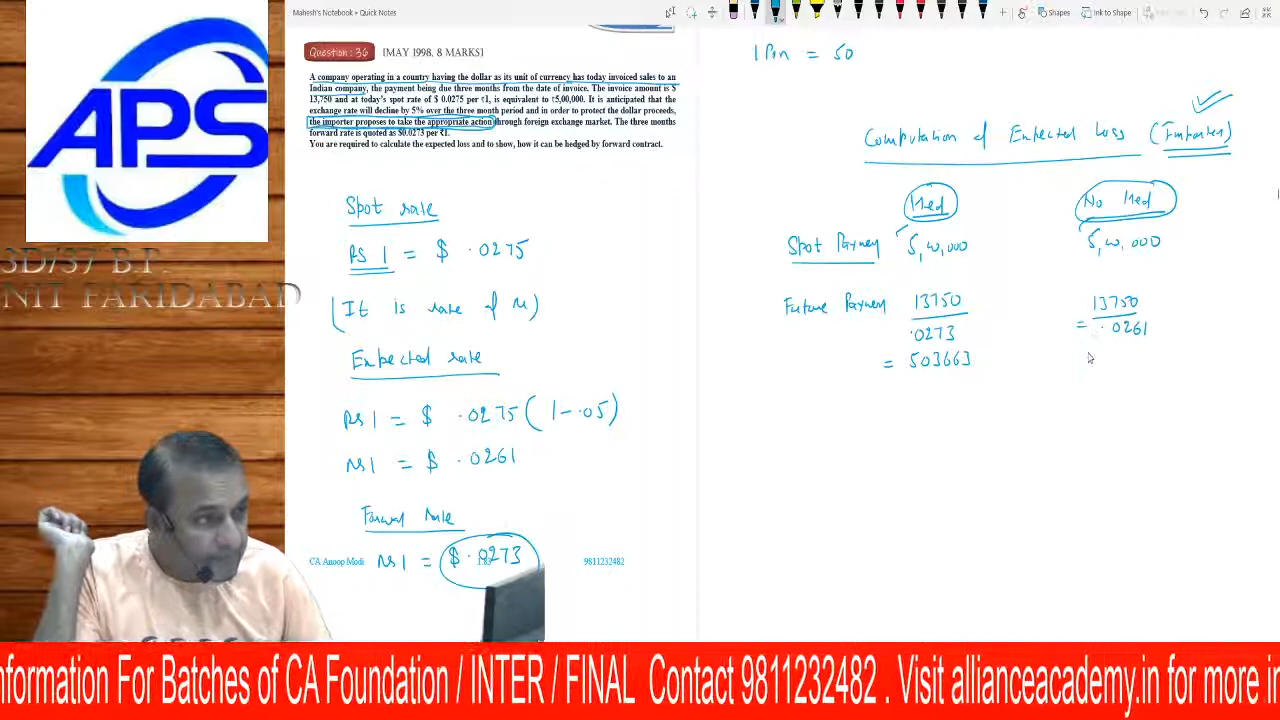 Mahesh's Notebook » Quick Notes
Shapes
Ink to Shape
APS
3D/37 B.P.
NIT FARIDABAD
Question : 36 [MAY 1998, 8 MARKS]
A company operating in a country having the dollar as its unit of currency has today invoiced sales to an
Indian company, the payment being due three months from the date of invoice. The invoice amount is $
13,750 and at today's spot rate of $ 0.0275 per ₹1, is equivalent to ₹5,00,000. It is anticipated that the
exchange rate will decline by 5% over the three month period and in order to protect the dollar proceeds,
the importer proposes to take the appropriate action through foreign exchange market. The three months
forward rate is quoted as $0.0273 per ₹1.
You are required to calculate the expected loss and to show, how it can be hedged by forward contract.
Spot rate
RS 1 = $ .0275
(It is rate of
Expected rate
RS 1 = $ .0275 (1-.05)
RS 1 = $ .0261
Forwar rate
RS 1 = $ .0273
CA Anoop Modi
9811232482
= 50
Computation of Expected Loss (Importer)
Hed No Hed
Spot Paymen 5,00,000 5,00,000
Future Paymen 13750 13750
.0273 = .0261
= 503663
nformation For Batches of CA Foundation / INTER / FINAL Contact 9811232482 . Visit allianceacademy.in for more in